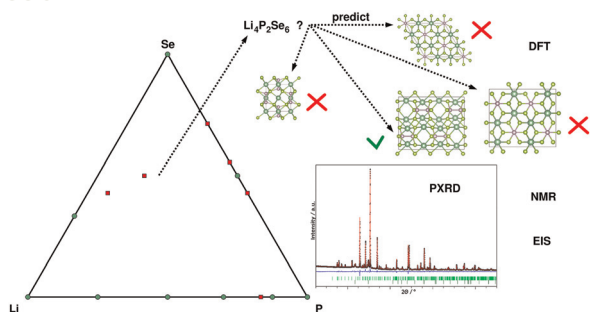 Li₄P₂Se₆ ?
predict
DFT
Se
PXRD
NMR
EIS
Intensity / a.u.
2θ / °
Li
P